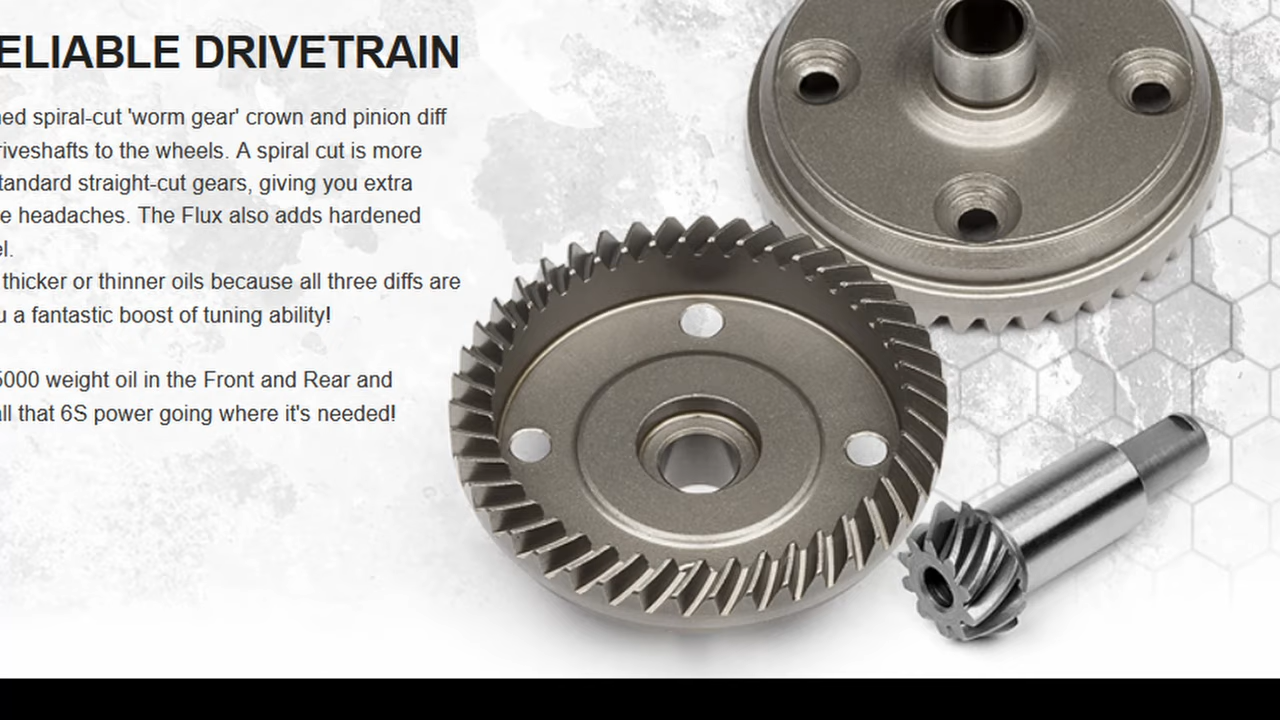 ELIABLE DRIVETRAIN
ed spiral-cut 'worm gear' crown and pinion diff
riveshafts to the wheels. A spiral cut is more
tandard straight-cut gears, giving you extra
e headaches. The Flux also adds hardened
el.
thicker or thinner oils because all three diffs are
u a fantastic boost of tuning ability!
5000 weight oil in the Front and Rear and
all that 6S power going where it's needed!